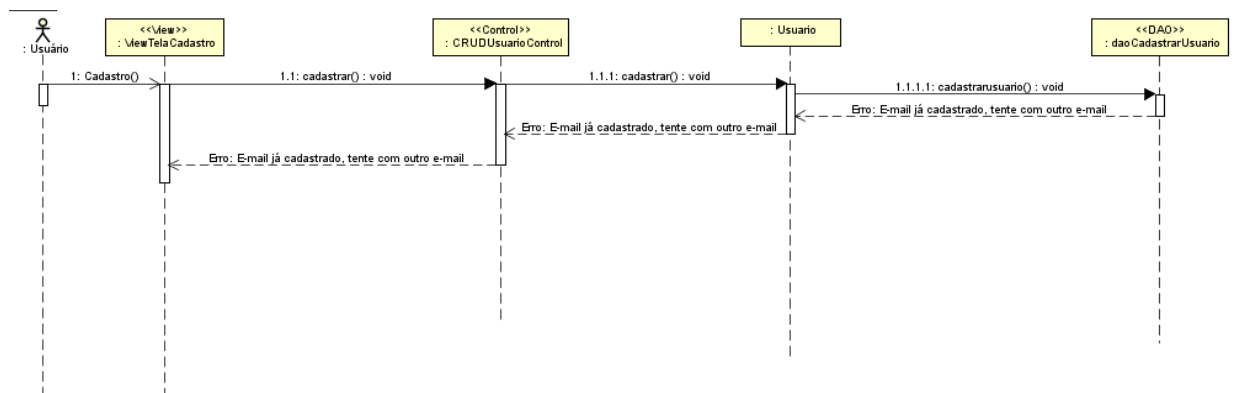 : Usuário
<<View>>
: ViewTelaCadastro
<<Control>>
: CRUDUsuarioControl
: Usuario
<<DAO>>
: daoCadastrarUsuario
1: Cadastro()
1.1: cadastrar() : void
1.1.1: cadastrar() : void
1.1.1.1: cadastrarusuario() : void
Erro: E-mail já cadastrado, tente com outro e-mail
Erro: E-mail já cadastrado, tente com outro e-mail
Erro: E-mail já cadastrado, tente com outro e-mail